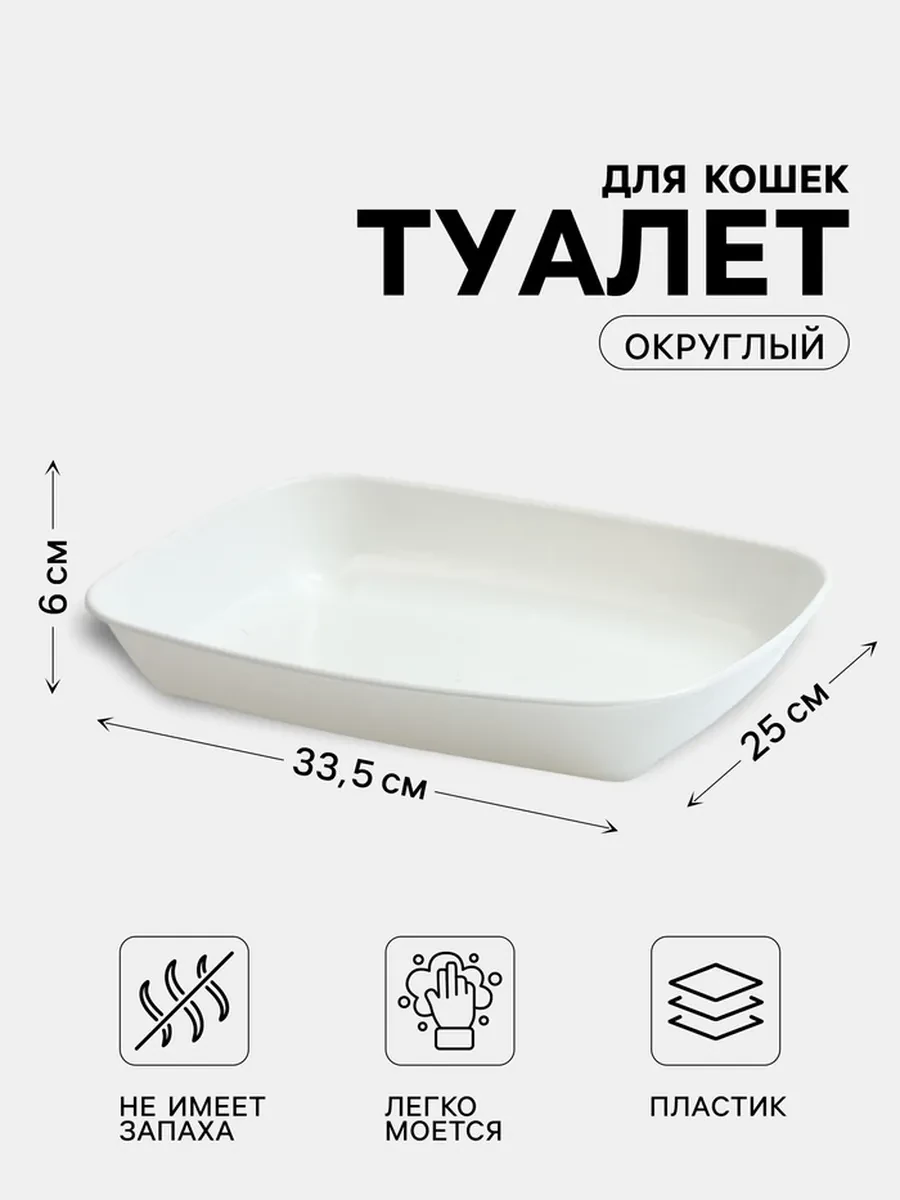 ДЛЯ КОШЕК
ТУАЛЕТ
ОКРУГЛЫЙ
6 см
33,5 см
25 см
НЕ ИМЕЕТ
ЗАПАХА
ЛЕГКО
МОЕТСЯ
ПЛАСТИК